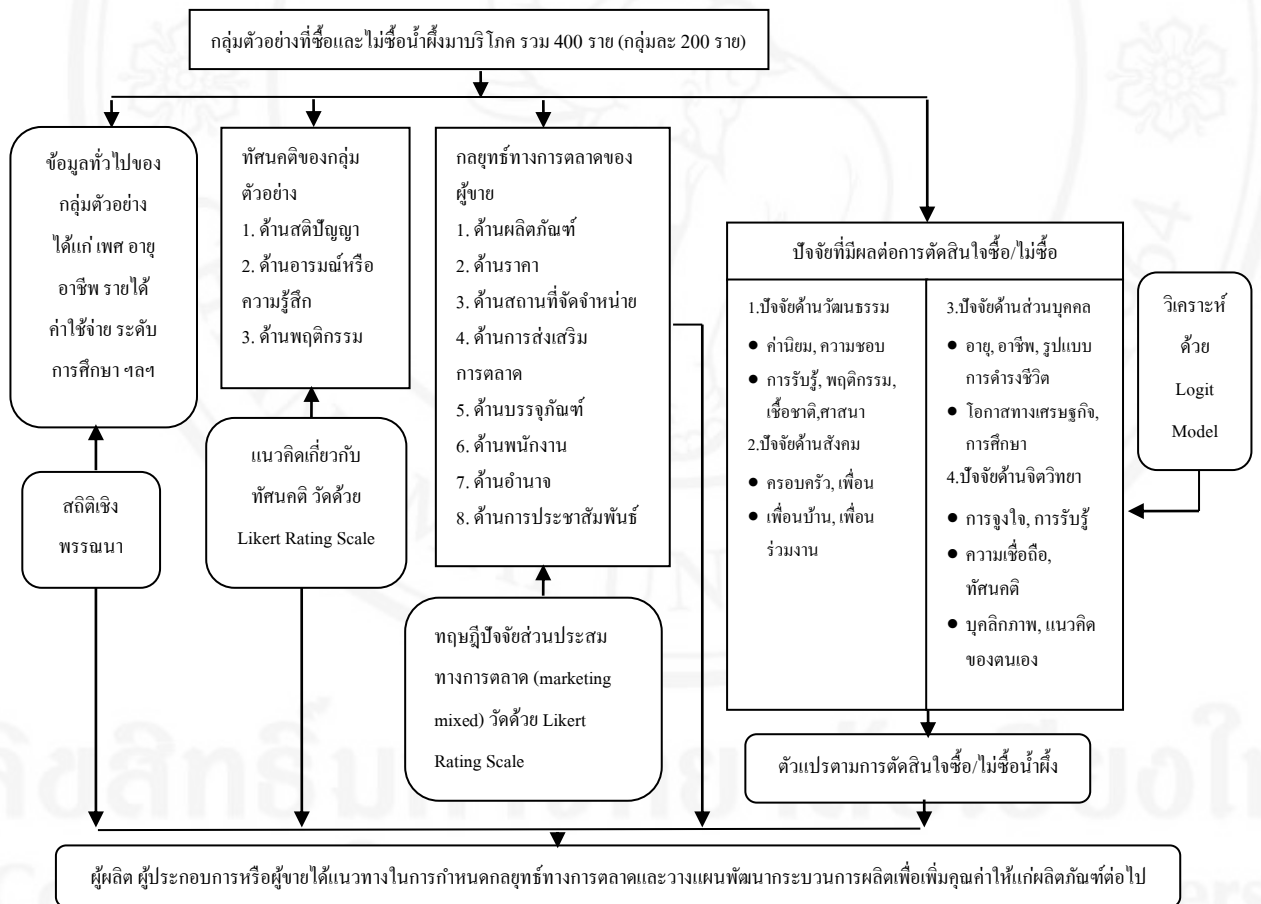 กลุ่มตัวอย่างที่ซื้อและไม่ซื้อน้ำผึ้งมาบริโภค รวม 400 ราย (กลุ่มละ 200 ราย)
ข้อมูลทั่วไปของ
กลุ่มตัวอย่าง
ได้แก่ เพศ อายุ
อาชีพ รายได้
ค่าใช้จ่าย ระดับ
การศึกษา ฯลฯ
สถิติเชิง
พรรณนา
ทัศนคติของกลุ่ม
ตัวอย่าง
1. ด้านสติปัญญา
2. ด้านอารมณ์หรือ
ความรู้สึก
3. ด้านพฤติกรรม
แนวคิดเกี่ยวกับ
ทัศนคติ วัดด้วย
Likert Rating Scale
กลยุทธ์ทางการตลาดของ
ผู้ขาย
1. ด้านผลิตภัณฑ์
2. ด้านราคา
3. ด้านสถานที่จัดจำหน่าย
4. ด้านการส่งเสริม
การตลาด
5. ด้านบรรจุภัณฑ์
6. ด้านพนักงาน
7. ด้านอำนาจ
8. ด้านการประชาสัมพันธ์
ทฤษฎีปัจจัยส่วนประสม
ทางการตลาด (marketing
mixed) วัดด้วย Likert
Rating Scale
ปัจจัยที่มีผลต่อการตัดสินใจซื้อ/ไม่ซื้อ
1.ปัจจัยด้านวัฒนธรรม
● ค่านิยม, ความชอบ
● การรับรู้, พฤติกรรม,
เชื้อชาติ,ศาสนา
2.ปัจจัยด้านสังคม
● ครอบครัว, เพื่อน
● เพื่อนบ้าน, เพื่อน
ร่วมงาน
3.ปัจจัยด้านส่วนบุคคล
● อายุ, อาชีพ, รูปแบบ
การดำรงชีวิต
● โอกาสทางเศรษฐกิจ,
การศึกษา
4.ปัจจัยด้านจิตวิทยา
● การจูงใจ, การรับรู้
● ความเชื่อถือ,
ทัศนคติ
● บุคลิกภาพ, แนวคิด
ของตนเอง
วิเคราะห์
ด้วย
Logit
Model
ตัวแปรตามการตัดสินใจซื้อ/ไม่ซื้อน้ำผึ้ง
ผู้ผลิต ผู้ประกอบการหรือผู้ขายได้แนวทางในการกำหนดกลยุทธ์ทางการตลาดและวางแผนพัฒนากระบวนการผลิตเพื่อเพิ่มคุณค่าให้แก่ผลิตภัณฑ์ต่อไป